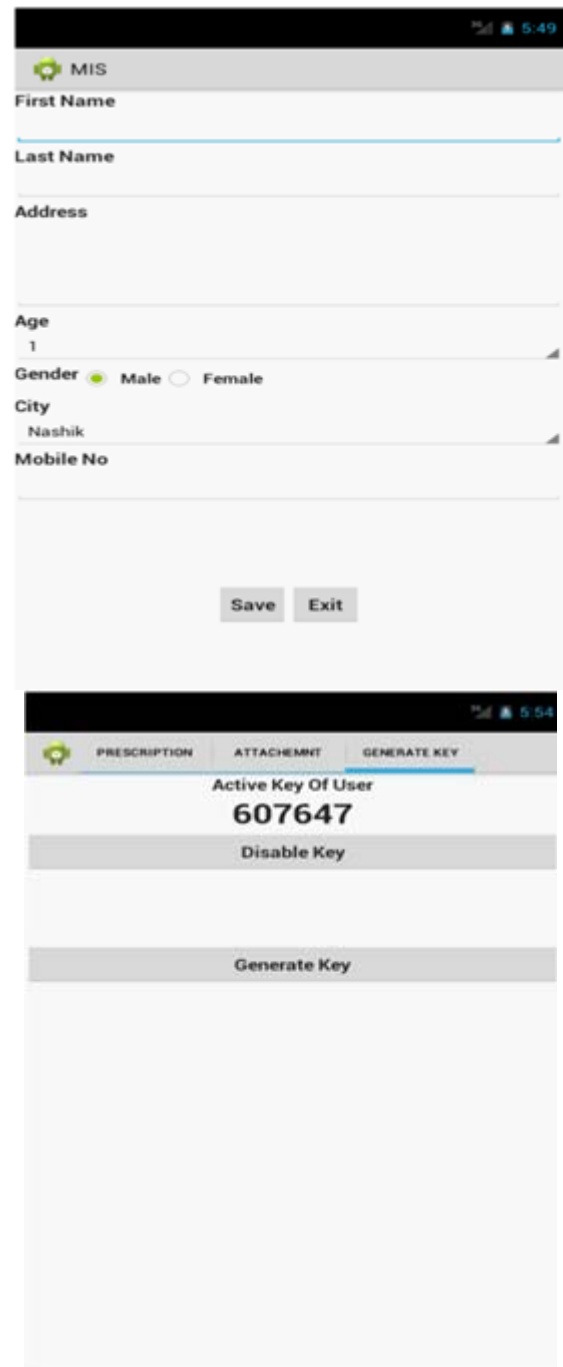 5:49
MIS
First Name
Last Name
Address
Age
1
Gender Male Female
City
Nashik
Mobile No
Save Exit
5:54
PRESCRIPTION ATTACHEMNT GENERATE KEY
Active Key Of User
607647
Disable Key
Generate Key